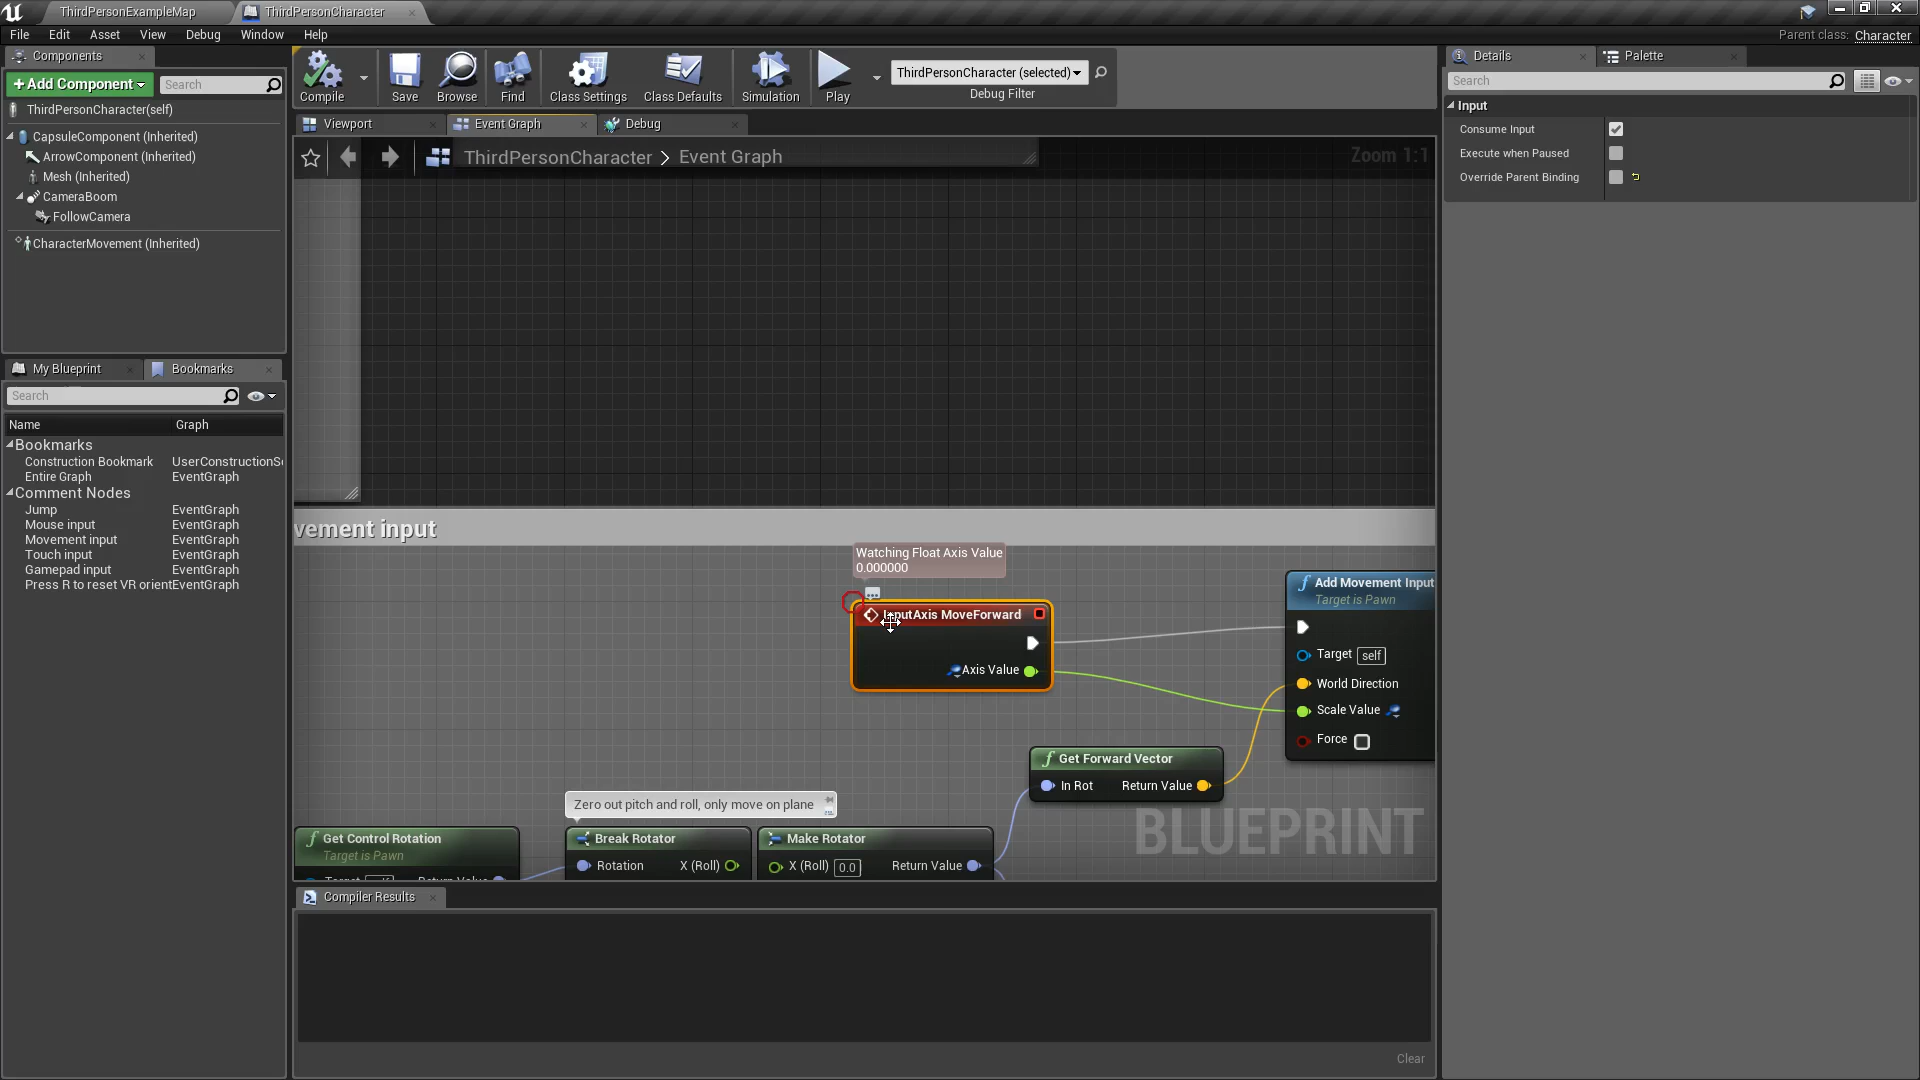 ThirdPersonExampleMap
ThirdPersonCharacter
File Edit Asset View Debug Window Help
Parent class: Character
Components
+Add Component
Search
ThirdPersonCharacter(self)
CapsuleComponent (Inherited)
ArrowComponent (Inherited)
Mesh (Inherited)
CameraBoom
FollowCamera
CharacterMovement (Inherited)
My Blueprint
Bookmarks
Search
Name Graph
Bookmarks
Construction Bookmark UserConstructionS
Entire Graph EventGraph
Comment Nodes
Jump EventGraph
Mouse input EventGraph
Movement input EventGraph
Touch input EventGraph
Gamepad input EventGraph
Press R to reset VR orient EventGraph
Compile
Save
Browse
Find
Class Settings
Class Defaults
Simulation
Play
ThirdPersonCharacter (selected)
Debug Filter
Viewport
Event Graph
Debug
ThirdPersonCharacter > Event Graph
Zoom 1:1
vement input
Watching Float Axis Value
0.000000
InputAxis MoveForward
Axis Value
Add Movement Input
Target is Pawn
Target self
World Direction
Scale Value
Force
Get Forward Vector
In Rot Return Value
Zero out pitch and roll, only move on plane
Get Control Rotation
Target is Pawn
Target self Return Value
Break Rotator
Rotation X (Roll)
Make Rotator
X (Roll) 0.0 Return Value
BLUEPRINT
Compiler Results
Clear
Details
Palette
Search
Input
Consume Input
Execute when Paused
Override Parent Binding